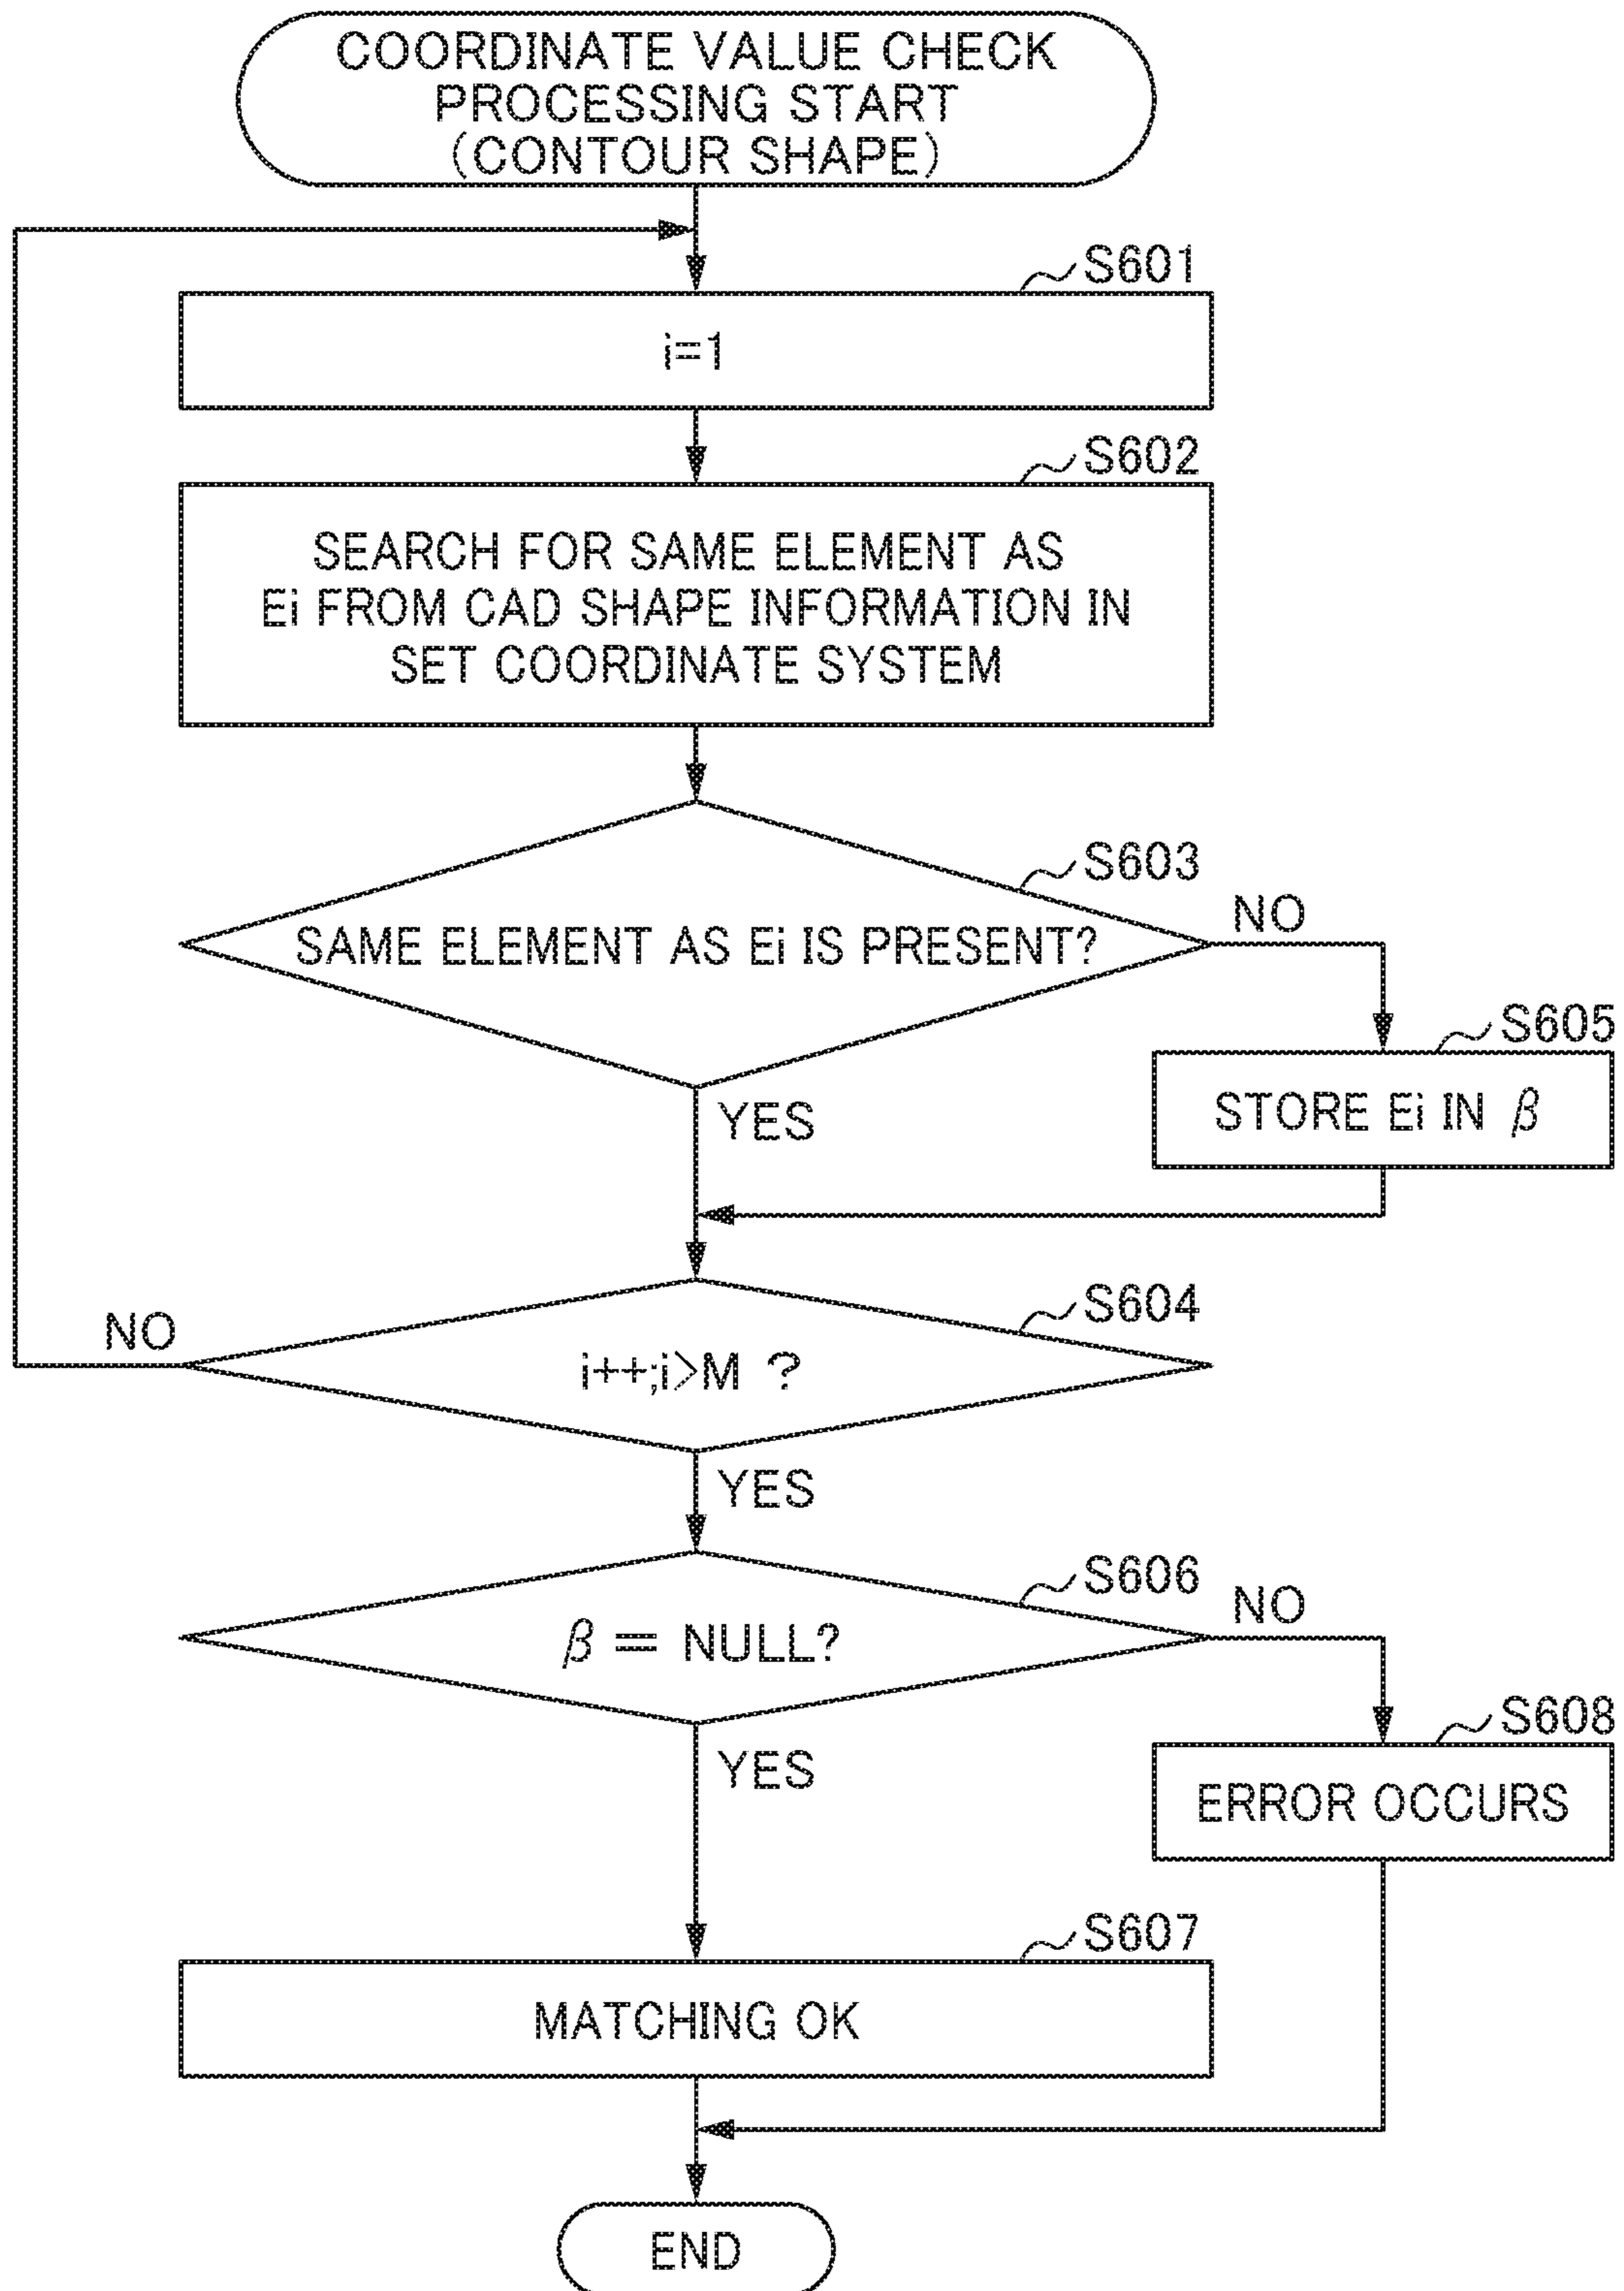 COORDINATE VALUE CHECK
PROCESSING START
(CONTOUR SHAPE)
S601
i=1
S602
SEARCH FOR SAME ELEMENT AS
Ei FROM CAD SHAPE INFORMATION IN
SET COORDINATE SYSTEM
S603
SAME ELEMENT AS Ei IS PRESENT?
NO
S605
STORE Ei IN β
YES
S604
NO
i++;i>M ?
YES
S606
β == NULL?
NO
S608
ERROR OCCURS
YES
S607
MATCHING OK
END